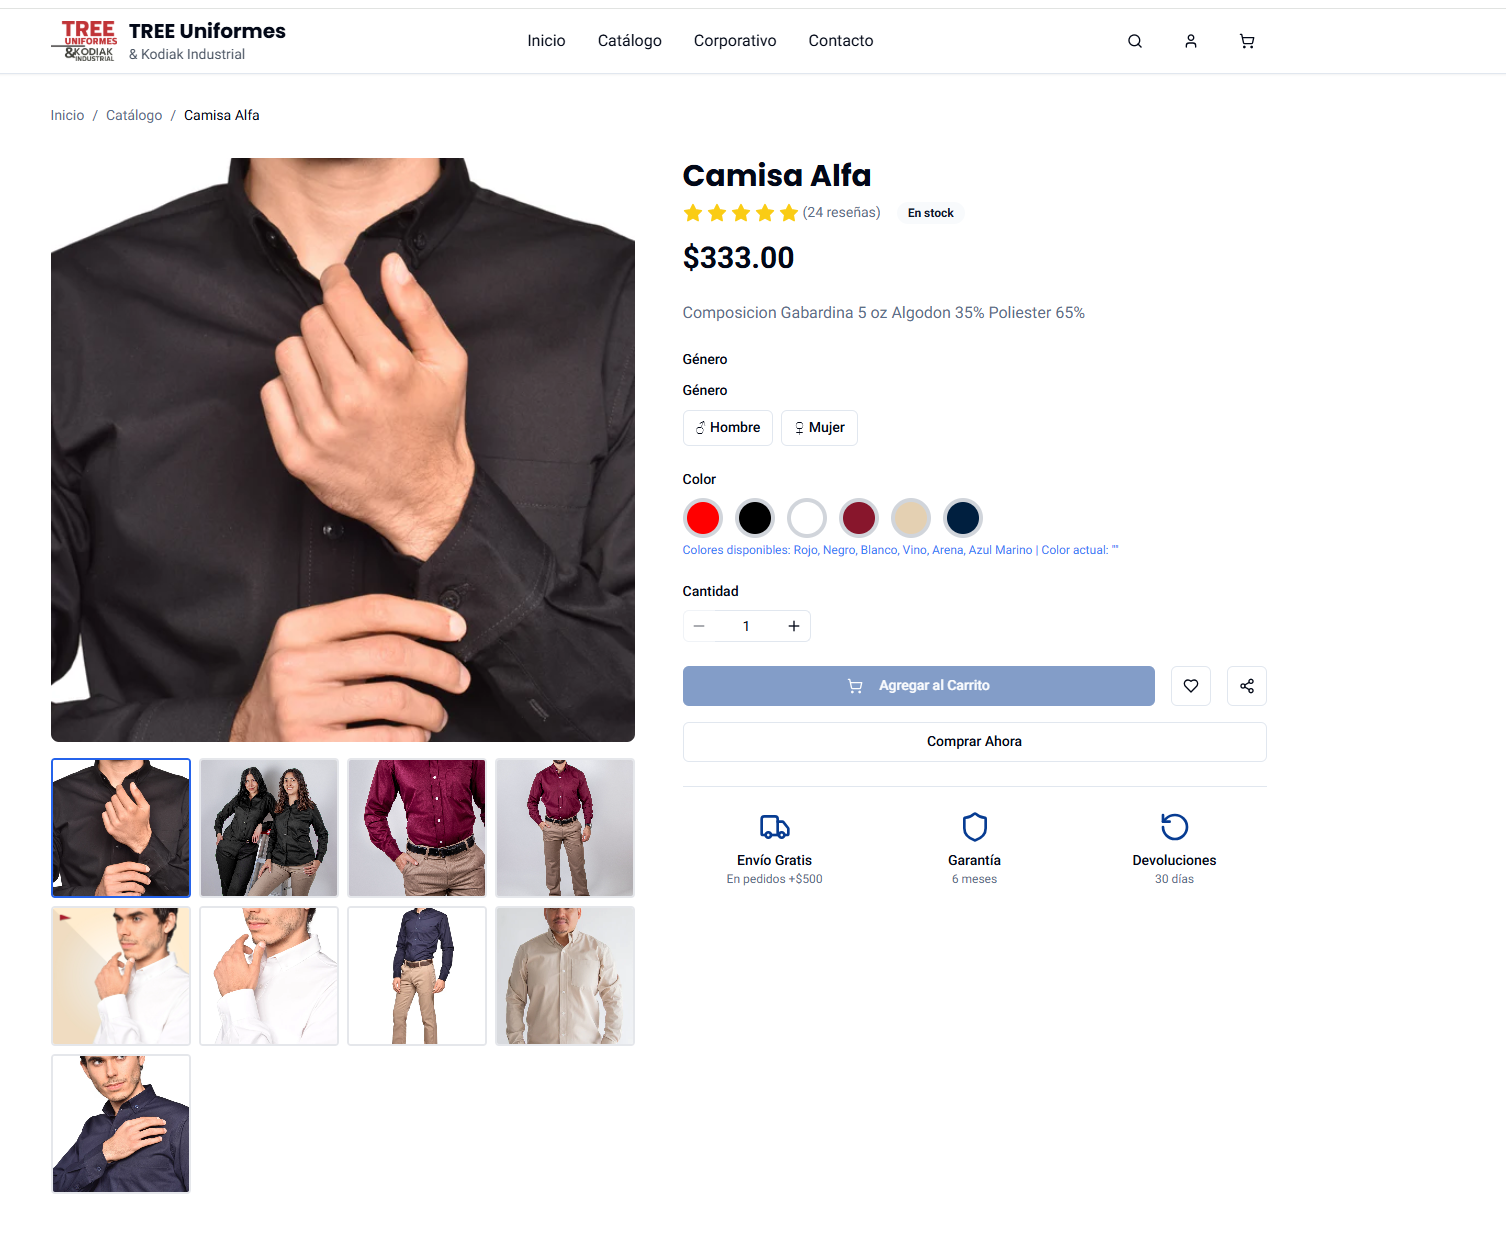 TREE
UNIFORMES
&KODIAK
INDUSTRIAL
TREE Uniformes
& Kodiak Industrial
Inicio
Catálogo
Corporativo
Contacto
Inicio / Catálogo / Camisa Alfa
Camisa Alfa
(24 reseñas)
En stock
$333.00
Composicion Gabardina 5 oz Algodon 35% Poliester 65%
Género
Género
♂ Hombre
♀ Mujer
Color
Colores disponibles: Rojo, Negro, Blanco, Vino, Arena, Azul Marino | Color actual: ""
Cantidad
1
Agregar al Carrito
Comprar Ahora
Envío Gratis
En pedidos +$500
Garantía
6 meses
Devoluciones
30 días